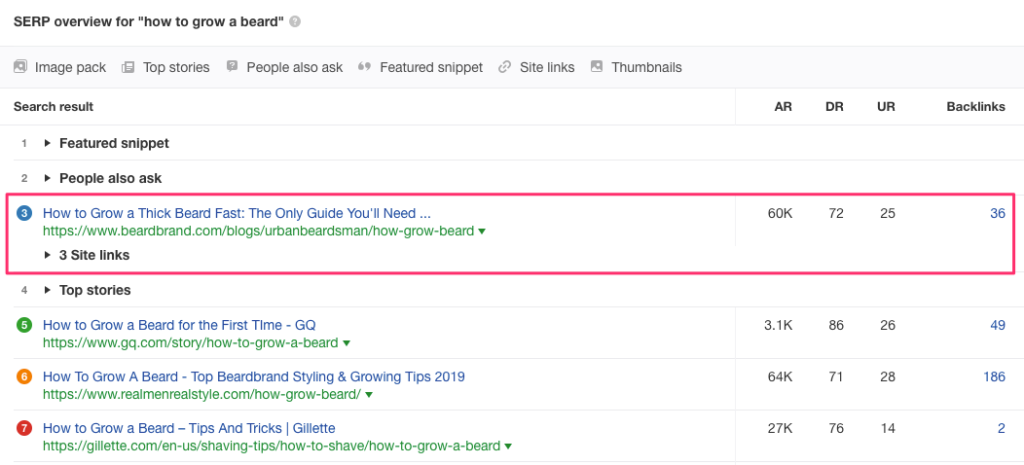 SERP overview for "how to grow a beard" ?
Image pack Top stories People also ask Featured snippet Site links Thumbnails
Search result AR DR UR Backlinks
1 Featured snippet
2 People also ask
3 How to Grow a Thick Beard Fast: The Only Guide You'll Need ... 60K 72 25 36
https://www.beardbrand.com/blogs/urbanbeardsman/how-grow-beard
3 Site links
4 Top stories
5 How to Grow a Beard for the First TIme - GQ 3.1K 86 26 49
https://www.gq.com/story/how-to-grow-a-beard
6 How To Grow A Beard - Top Beardbrand Styling & Growing Tips 2019 64K 71 28 186
https://www.realmenrealstyle.com/how-grow-beard/
7 How to Grow a Beard – Tips And Tricks | Gillette 27K 76 14 2
https://gillette.com/en-us/shaving-tips/how-to-shave/how-to-grow-a-beard